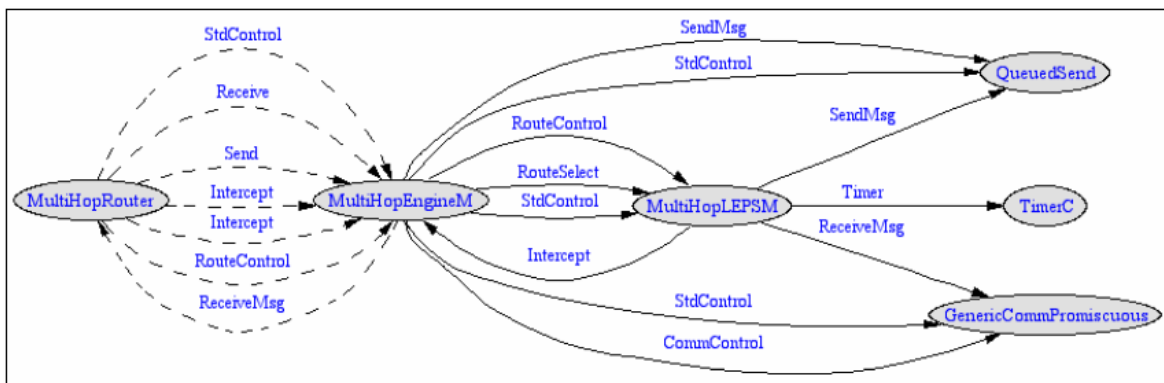 StdControl
Receive
Send
Intercept
Intercept
RouteControl
ReceiveMsg
MultiHopRouter
MultiHopEngineM
SendMsg
StdControl
RouteControl
RouteSelect
StdControl
Intercept
StdControl
CommControl
MultiHopLEPSM
SendMsg
Timer
ReceiveMsg
QueuedSend
TimerC
GenericCommPromiscuous